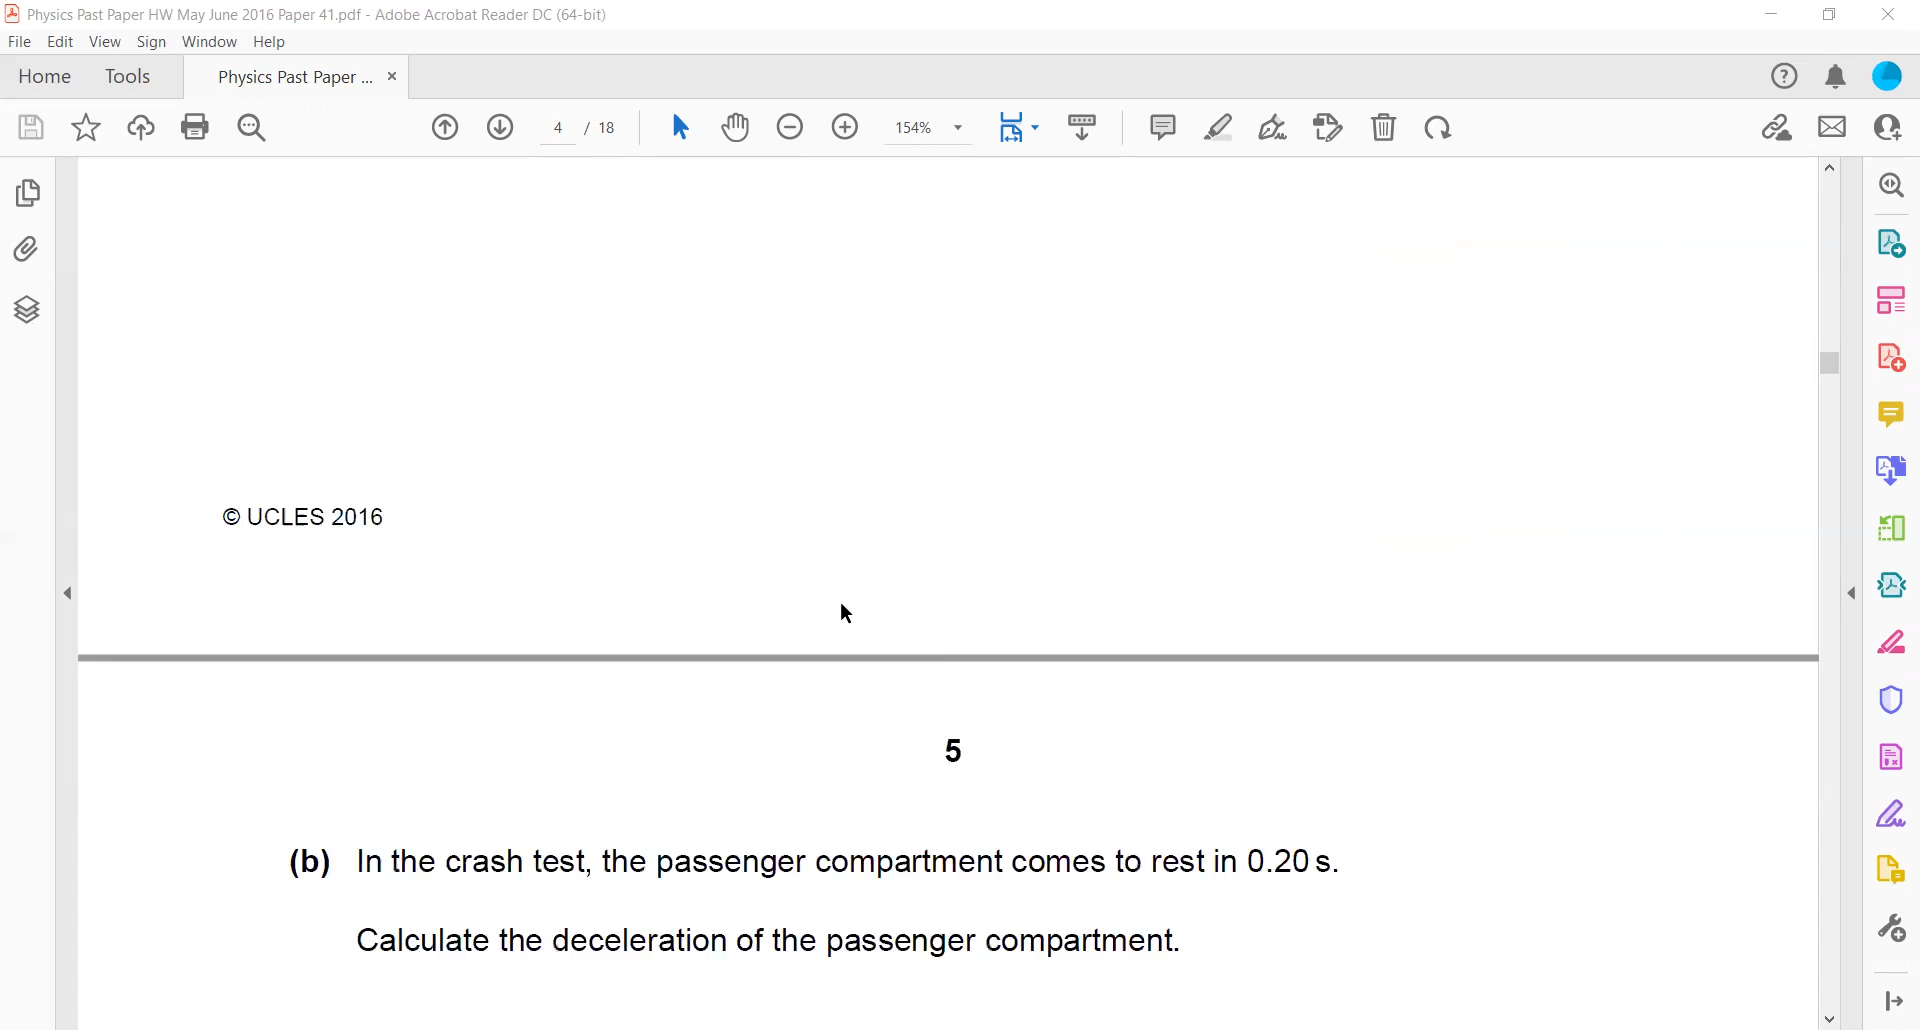 Physics Past Paper HW May June 2016 Paper 41.pdf - Adobe Acrobat Reader DC (64-bit)
File Edit View Sign Window Help
Home Tools Physics Past Paper ...
4 / 18 154%
© UCLES 2016
5
(b) In the crash test, the passenger compartment comes to rest in 0.20 s.
Calculate the deceleration of the passenger compartment.